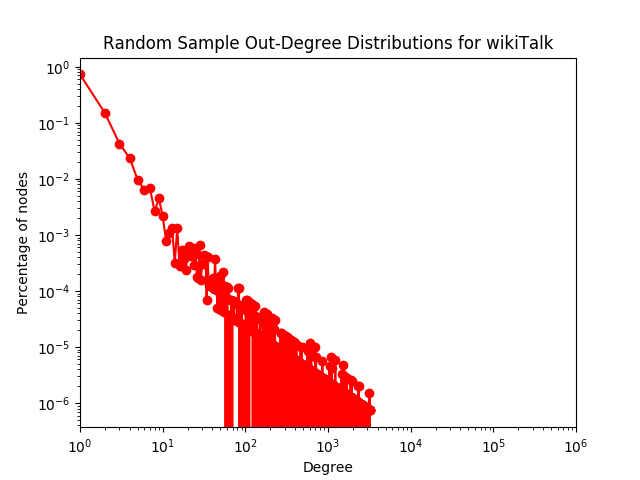 Random Sample Out-Degree Distributions for wikiTalk
10^0
10^-1
10^-2
10^-3
10^-4
10^-5
10^-6
Percentage of nodes
10^0 10^1 10^2 10^3 10^4 10^5 10^6
Degree